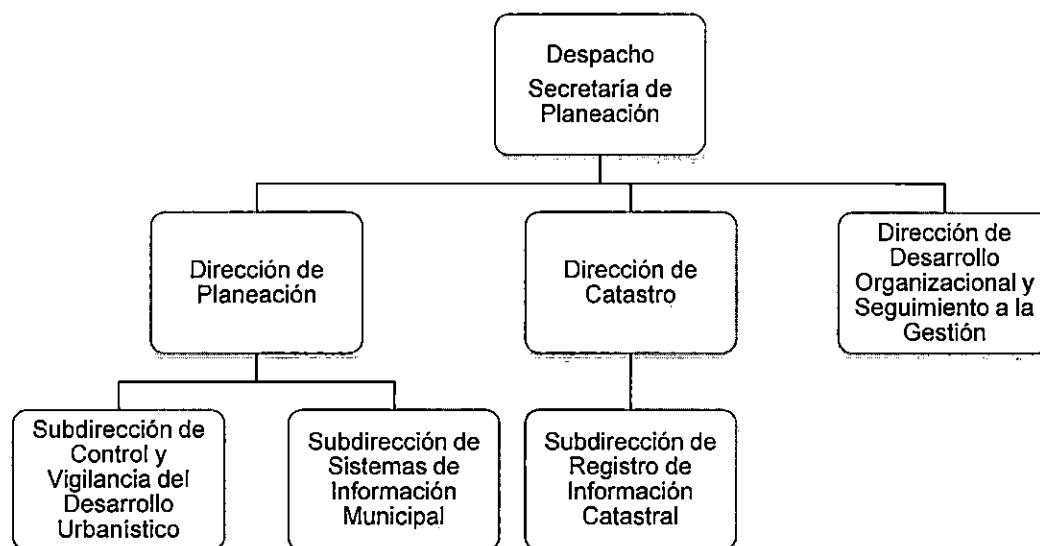 Despacho
Secretaría de
Planeación
Dirección de
Planeación
Dirección de
Catastro
Dirección de
Desarrollo
Organizacional y
Seguimiento a la
Gestión
Subdirección de
Control y
Vigilancia del
Desarrollo
Urbanístico
Subdirección de
Sistemas de
Información
Municipal
Subdirección de
Registro de
Información
Catastral